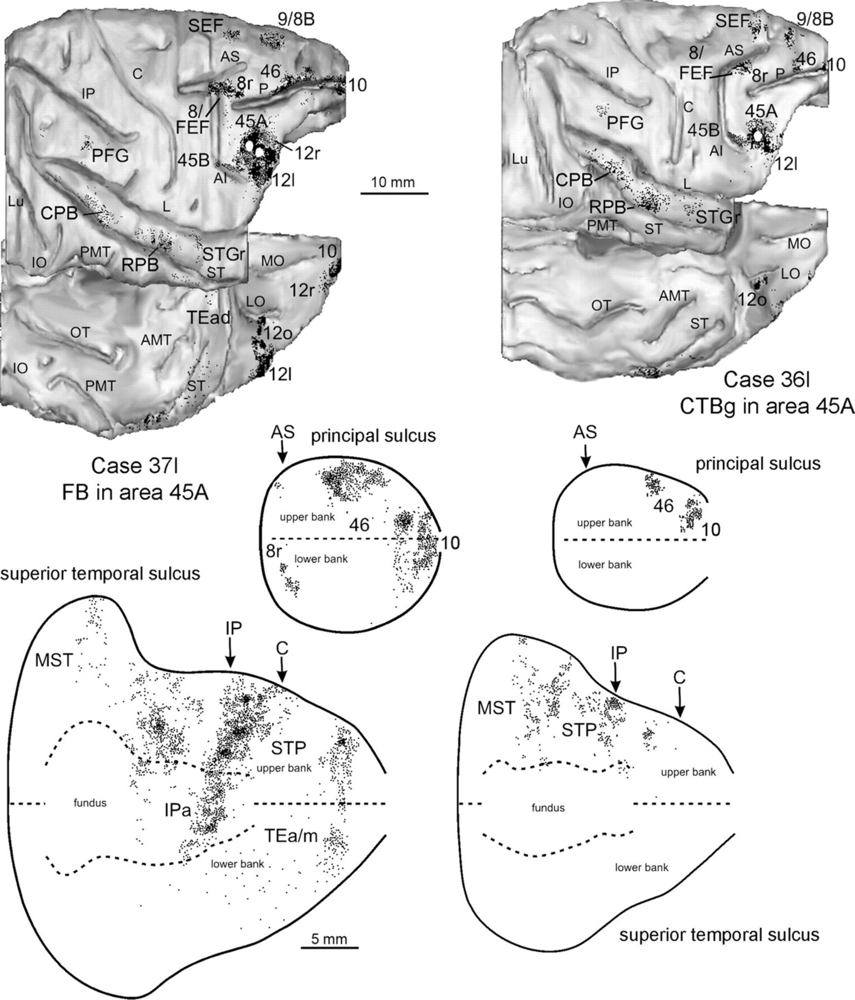 SEF
9/8B
AS
46
8r
P
10
C
IP
8/
FEF
45A
12r
PFG
45B
AI
12l
Lu
CPB
L
IO
PMT
RPB
STGr
ST
MO
10
12r
LO
TEad
12o
OT
AMT
IO
PMT
ST
12l
10 mm
Case 37l
FB in area 45A
SEF
9/8B
8/
AS
46
10
FEF
8r
P
IP
C
45A
PFG
45B
AI
Lu
12l
CPB
L
IO
RPB
STGr
PMT
ST
MO
LO
OT
AMT
12o
ST
Case 36l
CTBg in area 45A
AS
principal sulcus
upper bank
46
8r
10
lower bank
AS
principal sulcus
46
upper bank
10
lower bank
superior temporal sulcus
IP
C
MST
STP
upper bank
fundus
IPa
TEa/m
lower bank
5 mm
IP
C
MST
STP
upper bank
fundus
lower bank
superior temporal sulcus